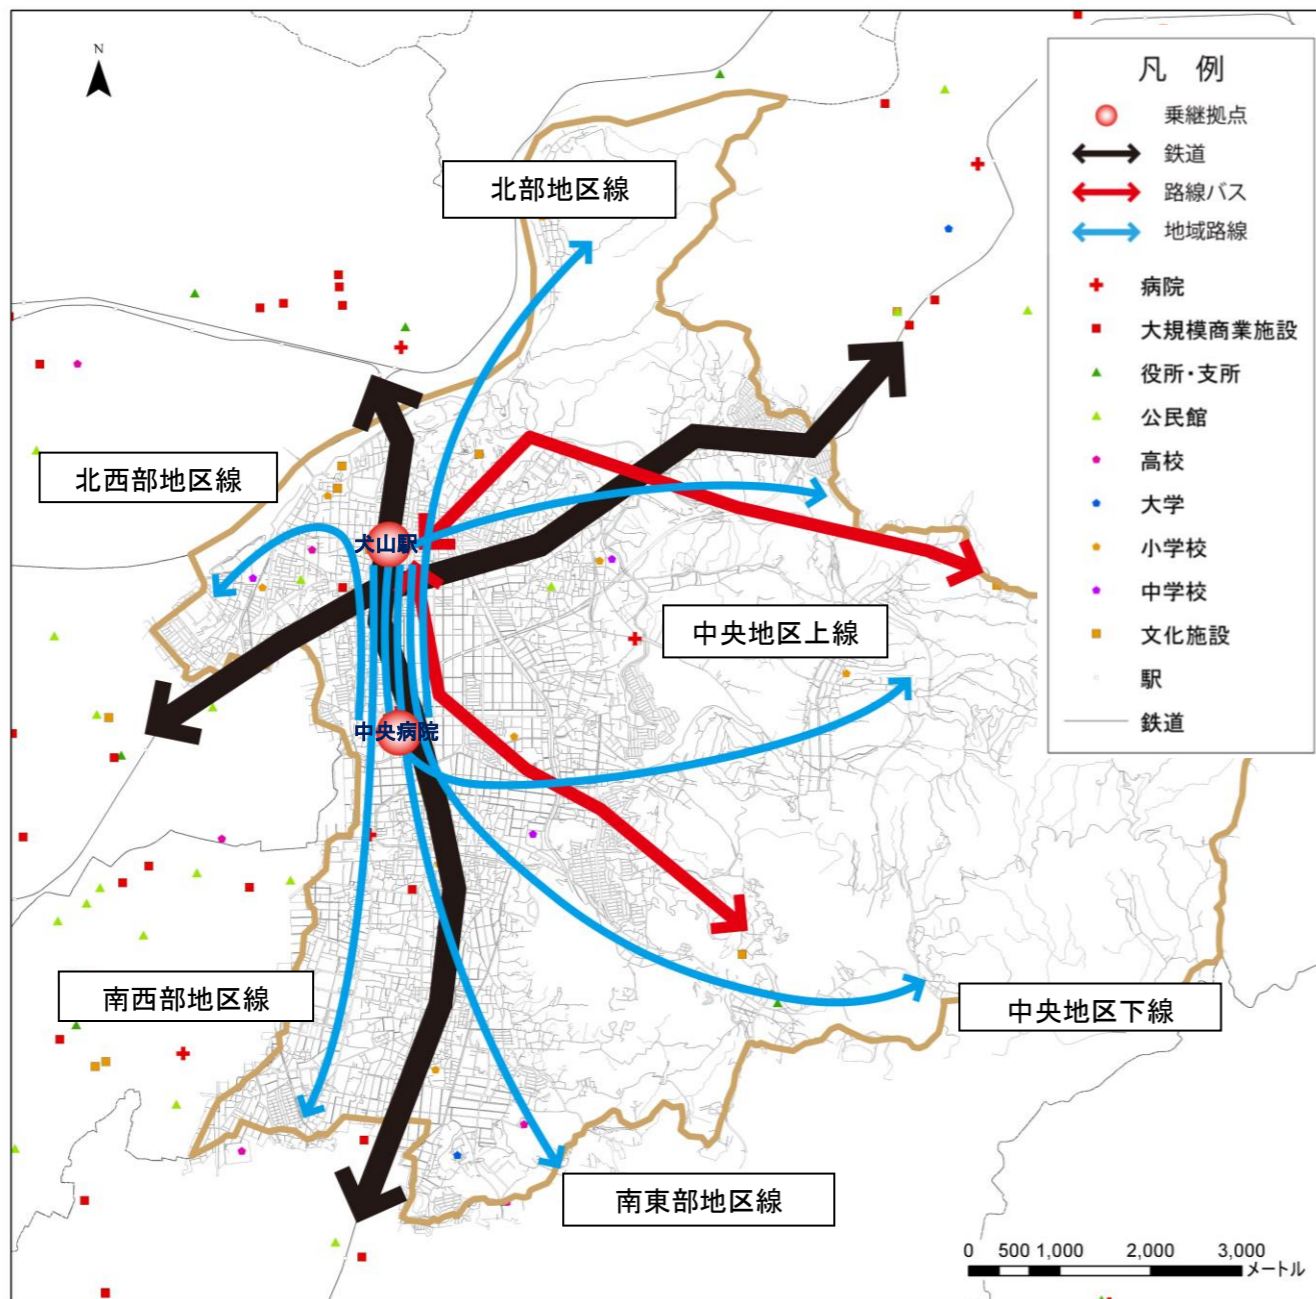 N
凡 例
乗継拠点
鉄道
路線バス
地域路線
病院
大規模商業施設
役所・支所
公民館
高校
大学
小学校
中学校
文化施設
駅
鉄道
北部地区線
北西部地区線
犬山駅
中央地区上線
中央病院
南西部地区線
中央地区下線
南東部地区線
0 500 1,000 2,000 3,000
メートル